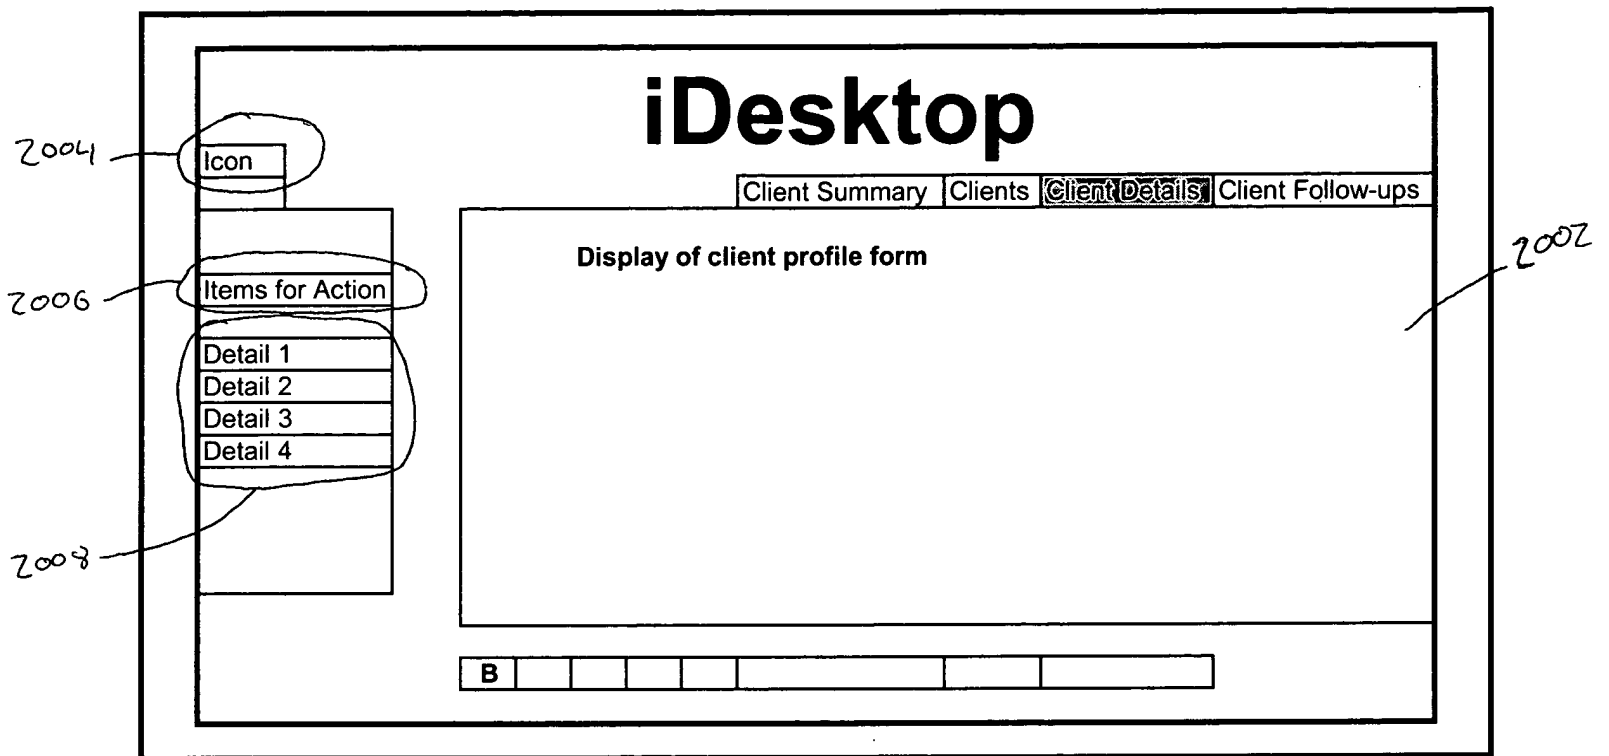 iDesktop
2004
Icon
Client Summary
Clients
Client Details
Client Follow-ups
Display of client profile form
2002
2006
Items for Action
Detail 1
Detail 2
Detail 3
Detail 4
2008
B